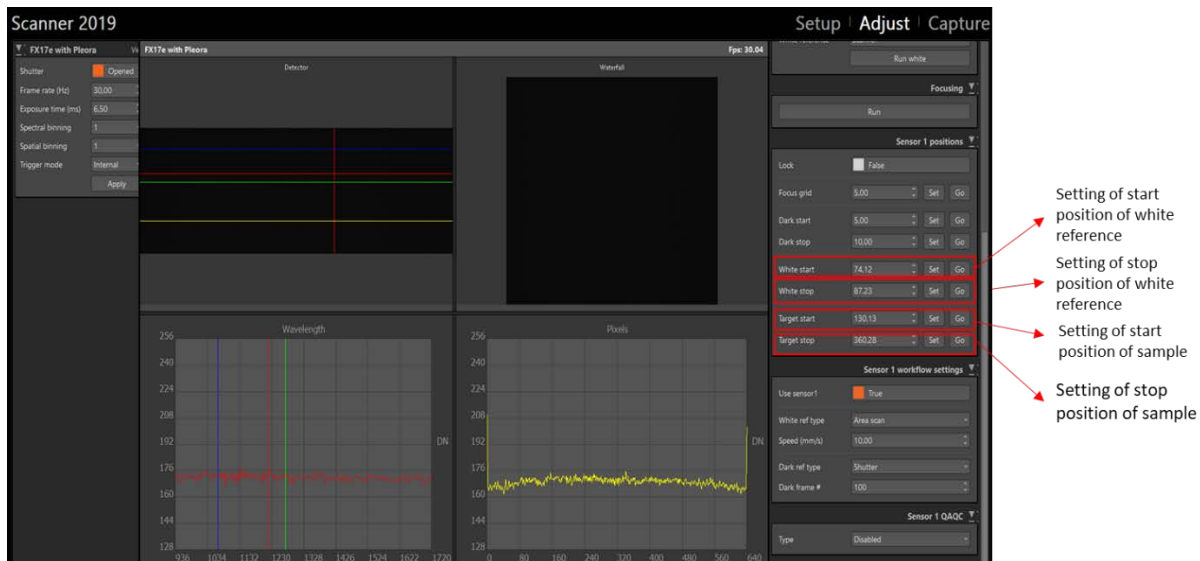 Scanner 2019
Setup Adjust Capture
FX17e with Pleora
Shutter Opened
Frame rate (Hz) 30,00
Exposure time (ms) 6,50
Spectral binning 1
Spatial binning 1
Trigger mode Internal
Apply
FX17e with Pleora Fps: 30.04
Detector
Waterfall
Wavelength
256
240
224
208
192
176
160
144
128
936 1034 1132 1230 1328 1426 1524 1622 1720
DN
Pixels
256
240
224
208
192
176
160
144
128
0 80 160 240 320 400 480 560 640
DN
Run white
Focusing
Run
Sensor 1 positions
Lock False
Focus grid 5,00 Set Go
Dark start 5,00 Set Go
Dark stop 10,00 Set Go
White start 74,12 Set Go
White stop 87,23 Set Go
Target start 130,13 Set Go
Target stop 360,28 Set Go
Sensor 1 workflow settings
Use sensor1 True
White ref type Area scan
Speed (mm/s) 10,00
Dark ref type Shutter
Dark frame # 100
Sensor 1 QAQC
Type Disabled
Setting of start
position of white
reference
Setting of stop
position of white
reference
Setting of start
position of sample
Setting of stop
position of sample